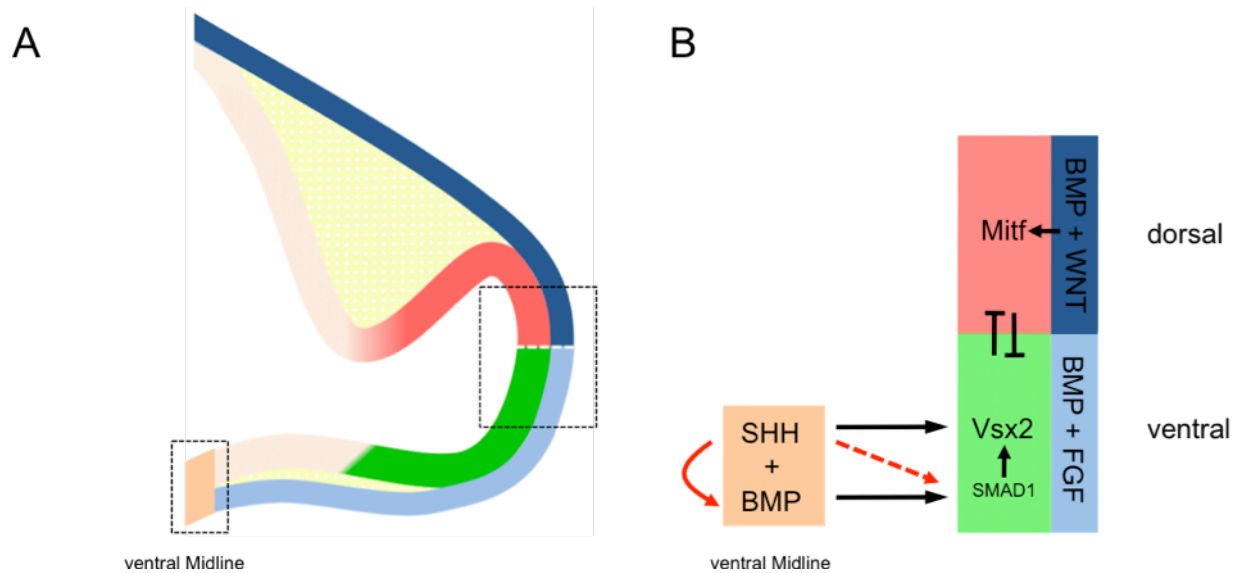 A
B
BMP + WNT
Mitf
dorsal
BMP + FGF
Vsx2
ventral
SHH
+
BMP
SMAD1
ventral Midline
ventral Midline